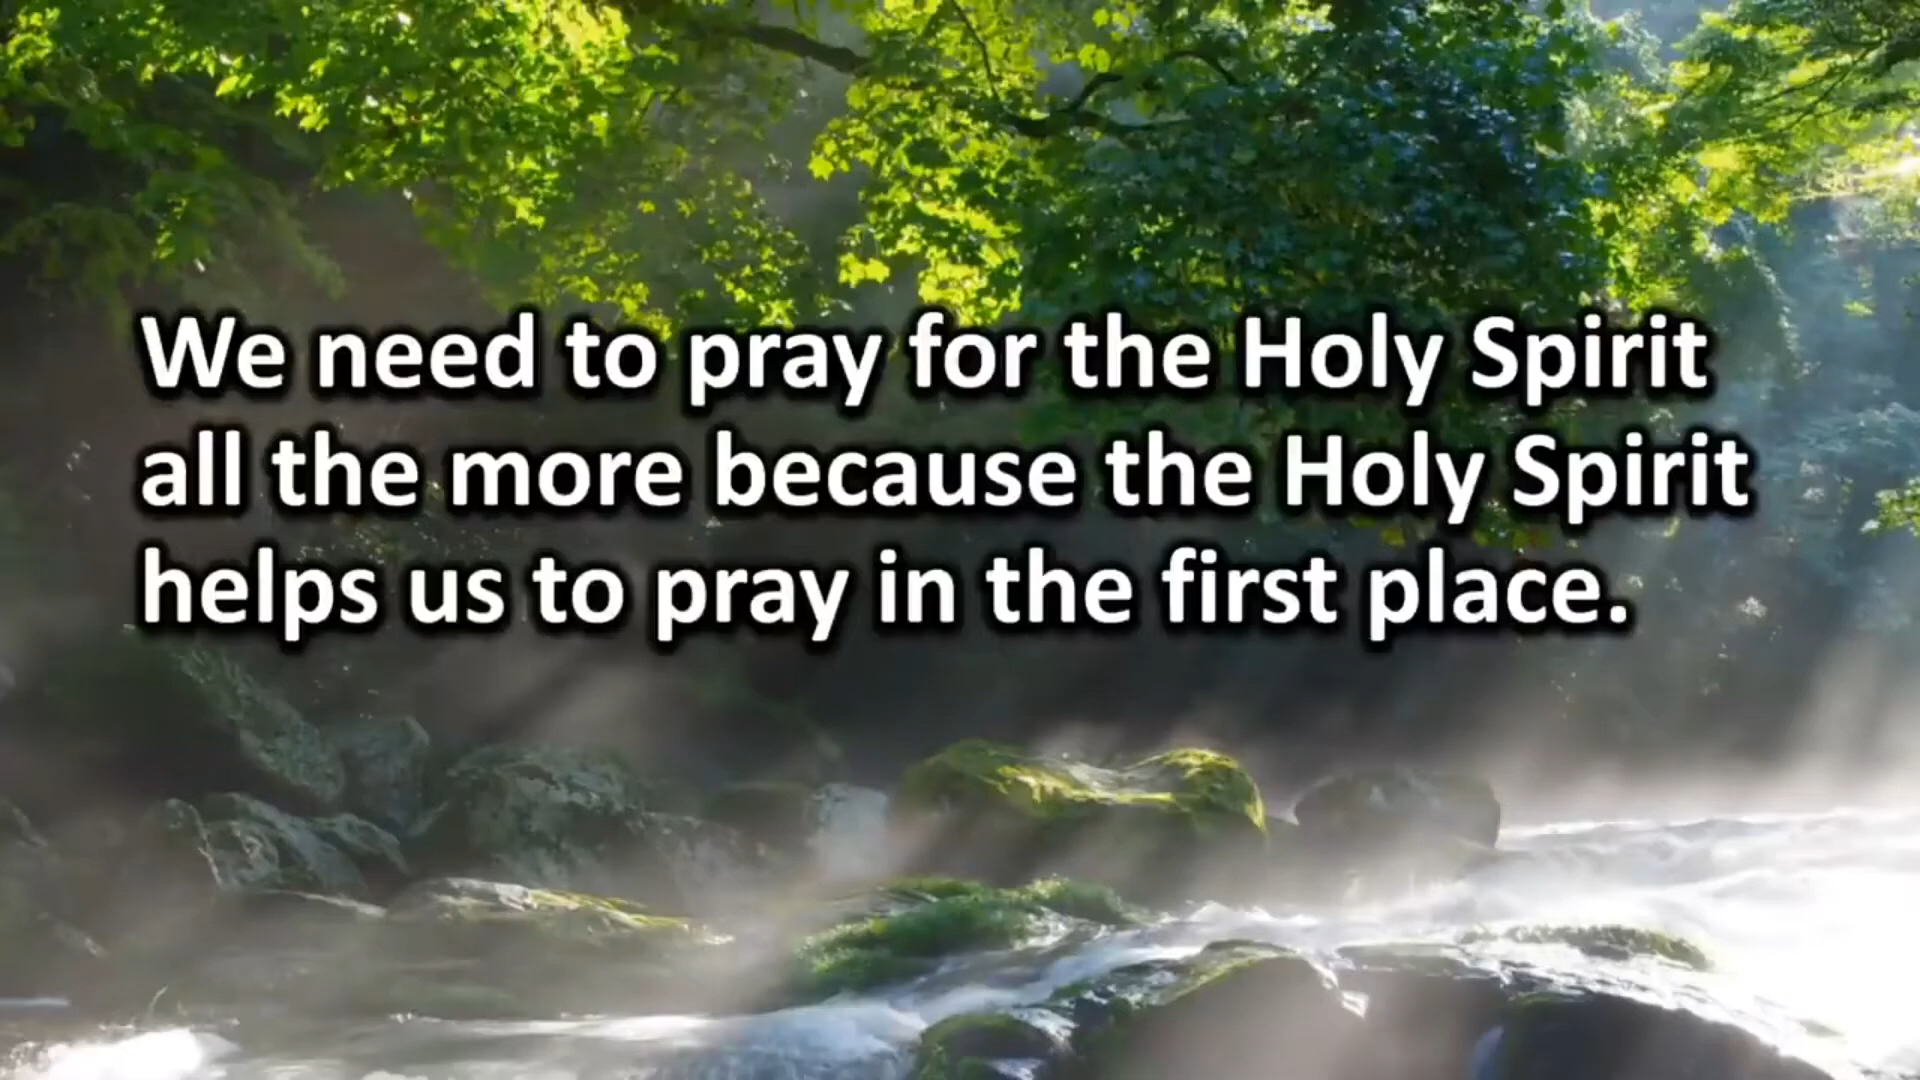 We need to pray for the Holy Spirit
all the more because the Holy Spirit
helps us to pray in the first place.